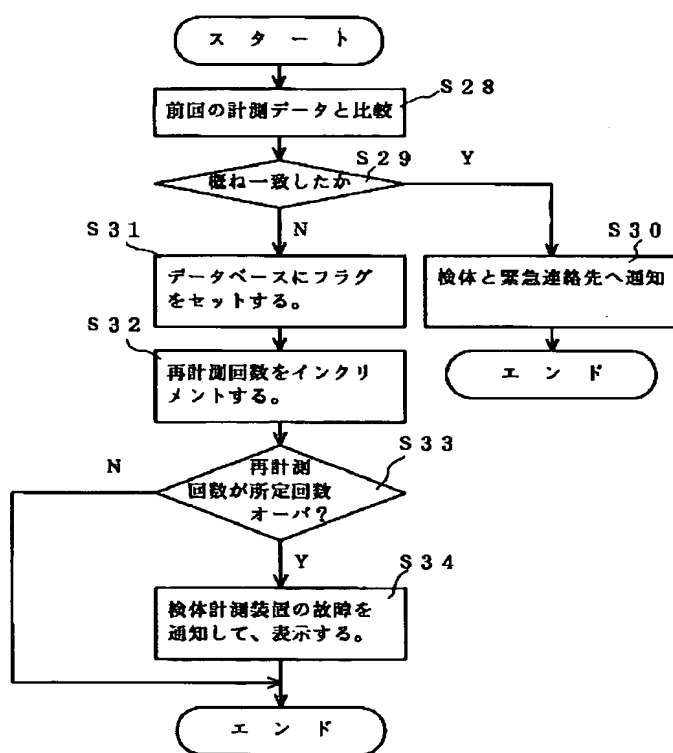 スタート
S28
前回の計測データと比較
S29
概ね一致したか
Y
N
S30
検体と緊急連絡先へ通知
エンド
S31
データベースにフラグ
をセットする。
S32
再計測回数をインクリ
メントする。
S33
再計測
回数が所定回数
オーバ？
N
Y
S34
検体計測装置の故障を
通知して、表示する。
エンド